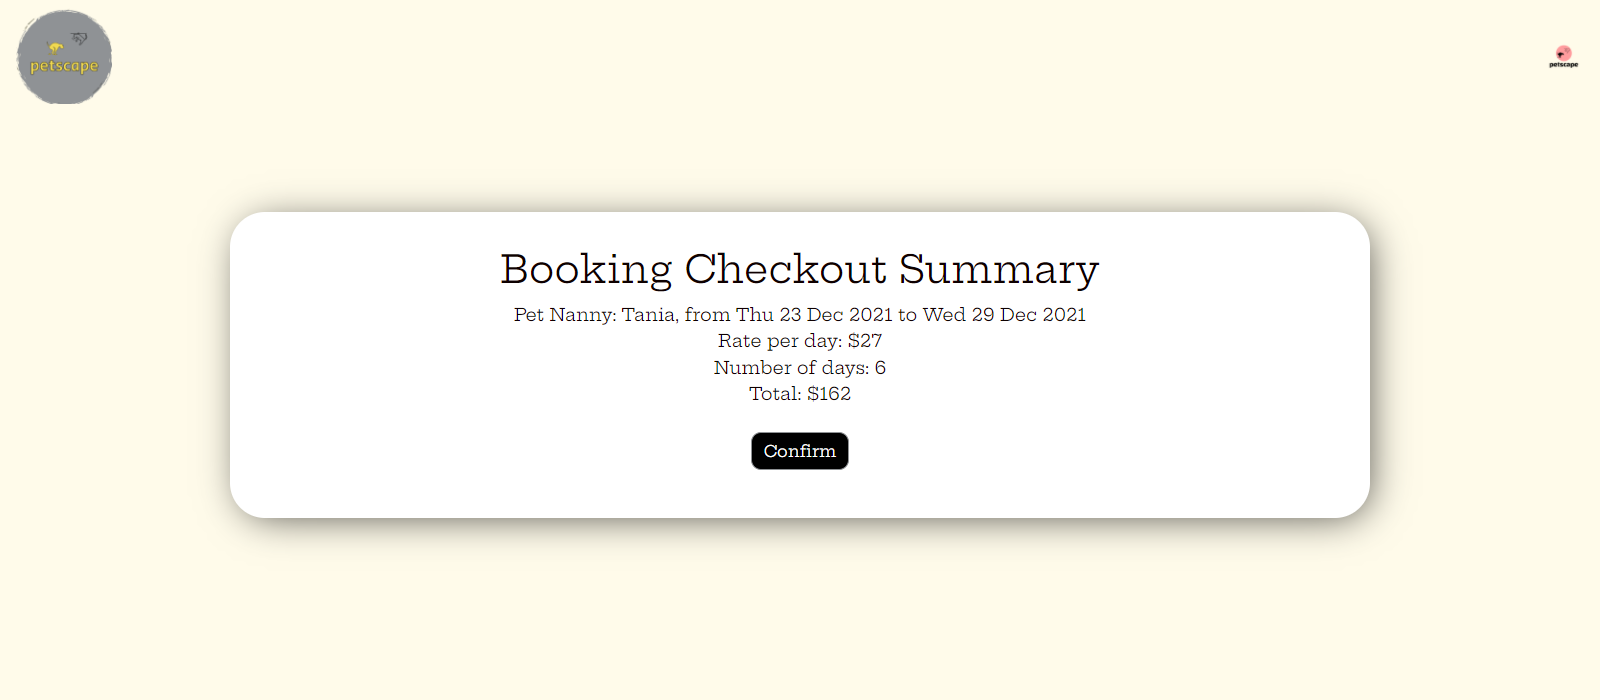 petscape
petscape
Booking Checkout Summary
Pet Nanny: Tania, from Thu 23 Dec 2021 to Wed 29 Dec 2021
Rate per day: $27
Number of days: 6
Total: $162
Confirm